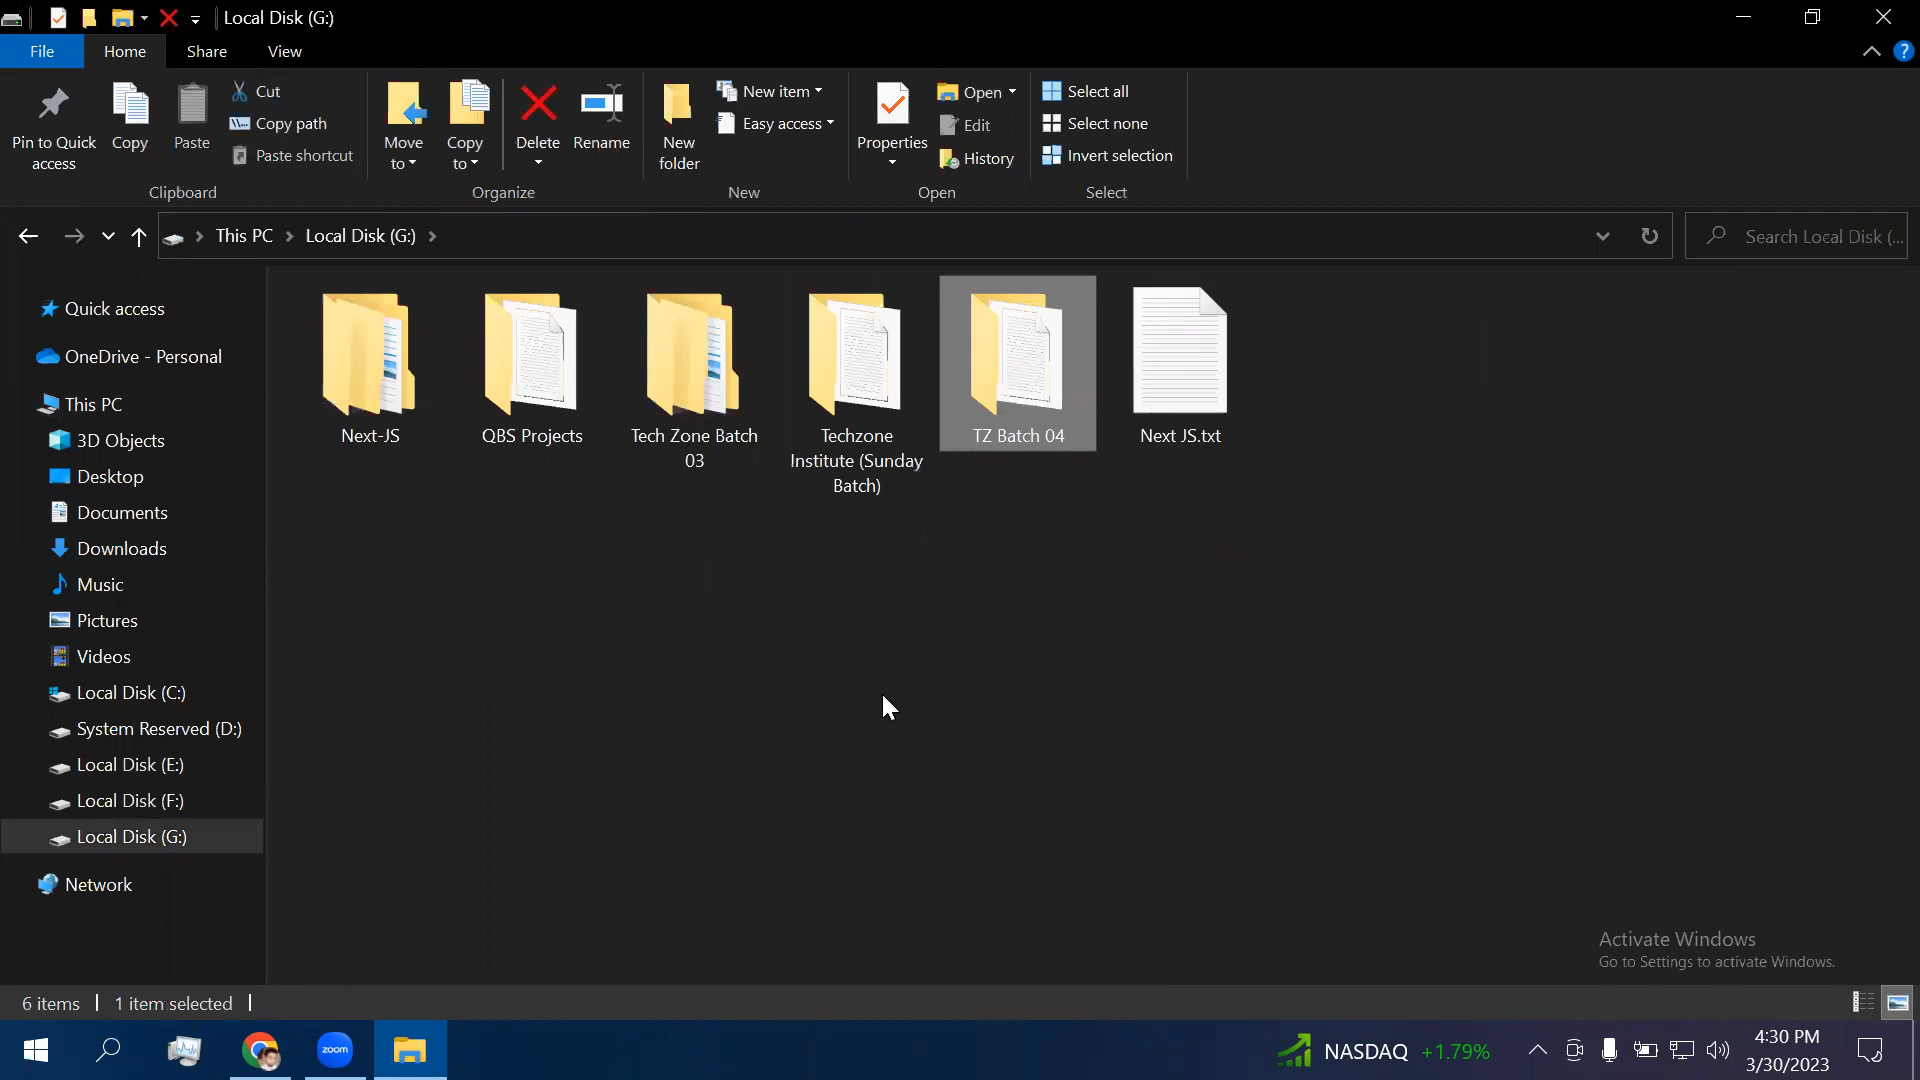 Local Disk (G:)
File Home Share View
Pin to Quick access
Copy
Paste
Cut
Copy path
Paste shortcut
Clipboard
Move to
Copy to
Delete
Rename
Organize
New folder
New item
Easy access
New
Properties
Open
Edit
History
Open
Select all
Select none
Invert selection
Select
This PC > Local Disk (G:) >
Search Local Disk (...
Quick access
OneDrive - Personal
This PC
3D Objects
Desktop
Documents
Downloads
Music
Pictures
Videos
Local Disk (C:)
System Reserved (D:)
Local Disk (E:)
Local Disk (F:)
Local Disk (G:)
Network
Next-JS
QBS Projects
Tech Zone Batch
03
Techzone
Institute (Sunday
Batch)
TZ Batch 04
Next JS.txt
Activate Windows
Go to Settings to activate Windows.
6 items 1 item selected
zoom
NASDAQ +1.79%
4:30 PM
3/30/2023